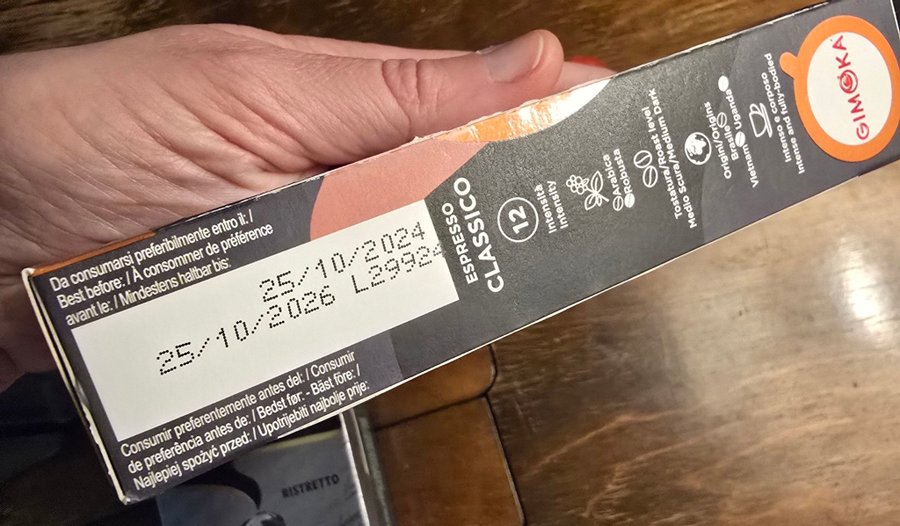 Da consumarsi preferibilmente entro il: /
Best before: / À consommer de préférence
avant le: / Mindestens haltbar bis:
25/10/2024
25/10/2026 L29924
Consumir preferentemente antes del: / Consumir
de preferência antes de: / Bedst før: - Bäst före: /
Najlepiej spożyć przed: / Upotrijebiti najbolje prije:
ESPRESSO
CLASSICO
12
Intensità
Intensity
Arabica
Robusta
Tostatura/Roast level
Medio scura/Medium Dark
Origini/Origins
Brasile Uganda
Vietnam
Intenso e corposo
Intense and fully-bodied
GIMOKA
RISTRETTO